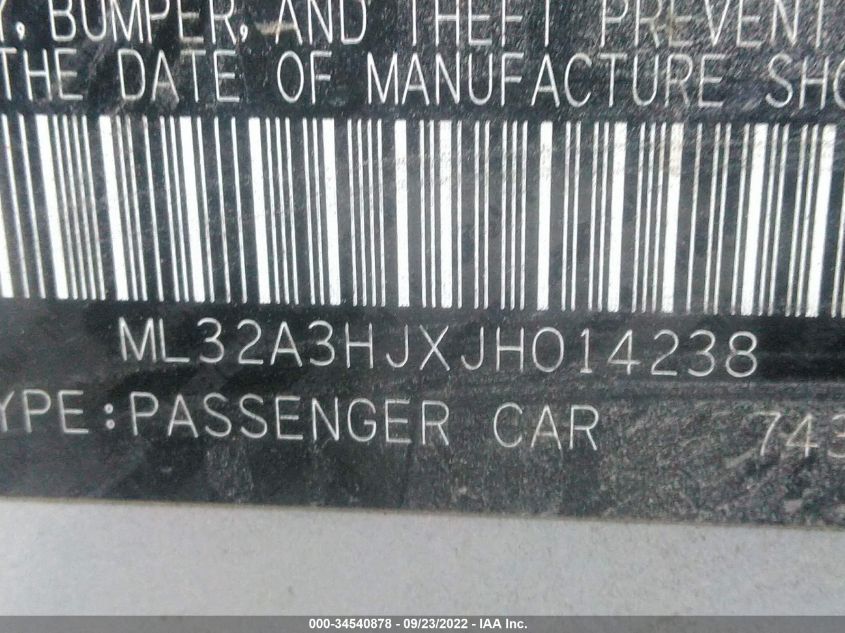 , BUMPER, AND THEFT PREVENT
THE DATE OF MANUFACTURE SHO
ML32A3HJXJH014238
YPE:PASSENGER CAR 743
000-34540878 - 09/23/2022 - IAA Inc.